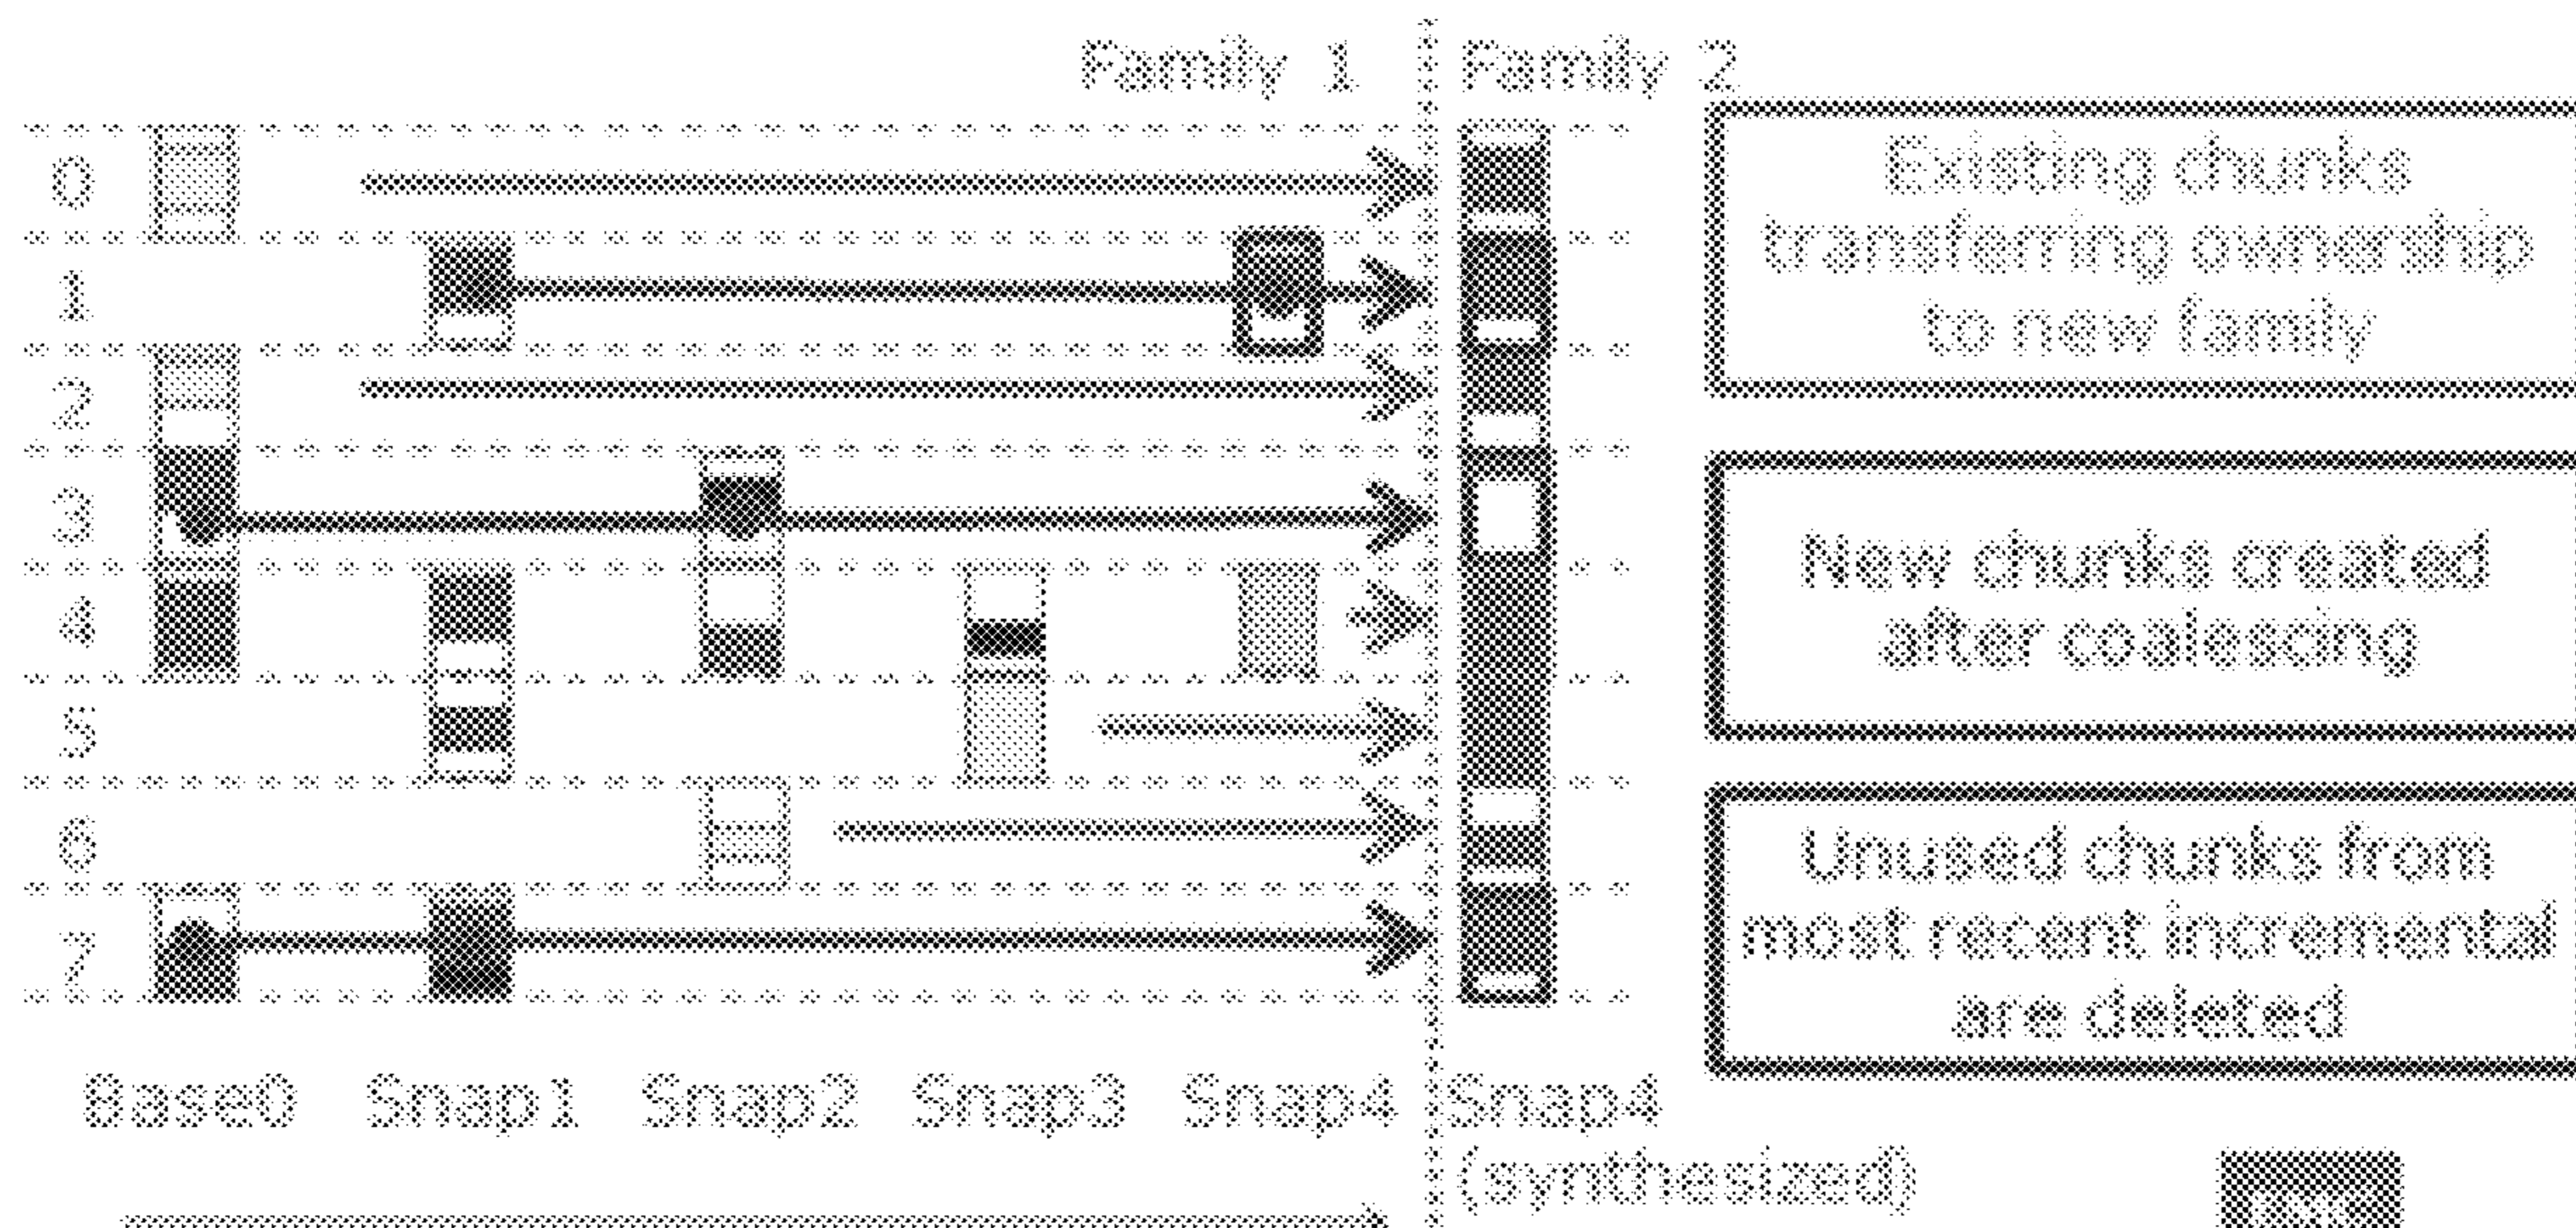 Family 1 Family 2
0
1
2
3
4
5
6
7
Existing chunks
transferring ownership
to new family
New chunks created
after coalescing
Unused chunks from
most recent incremental
are deleted
Base0 Snap1 Snap2 Snap3 Snap4 Snap4
(synthesized)